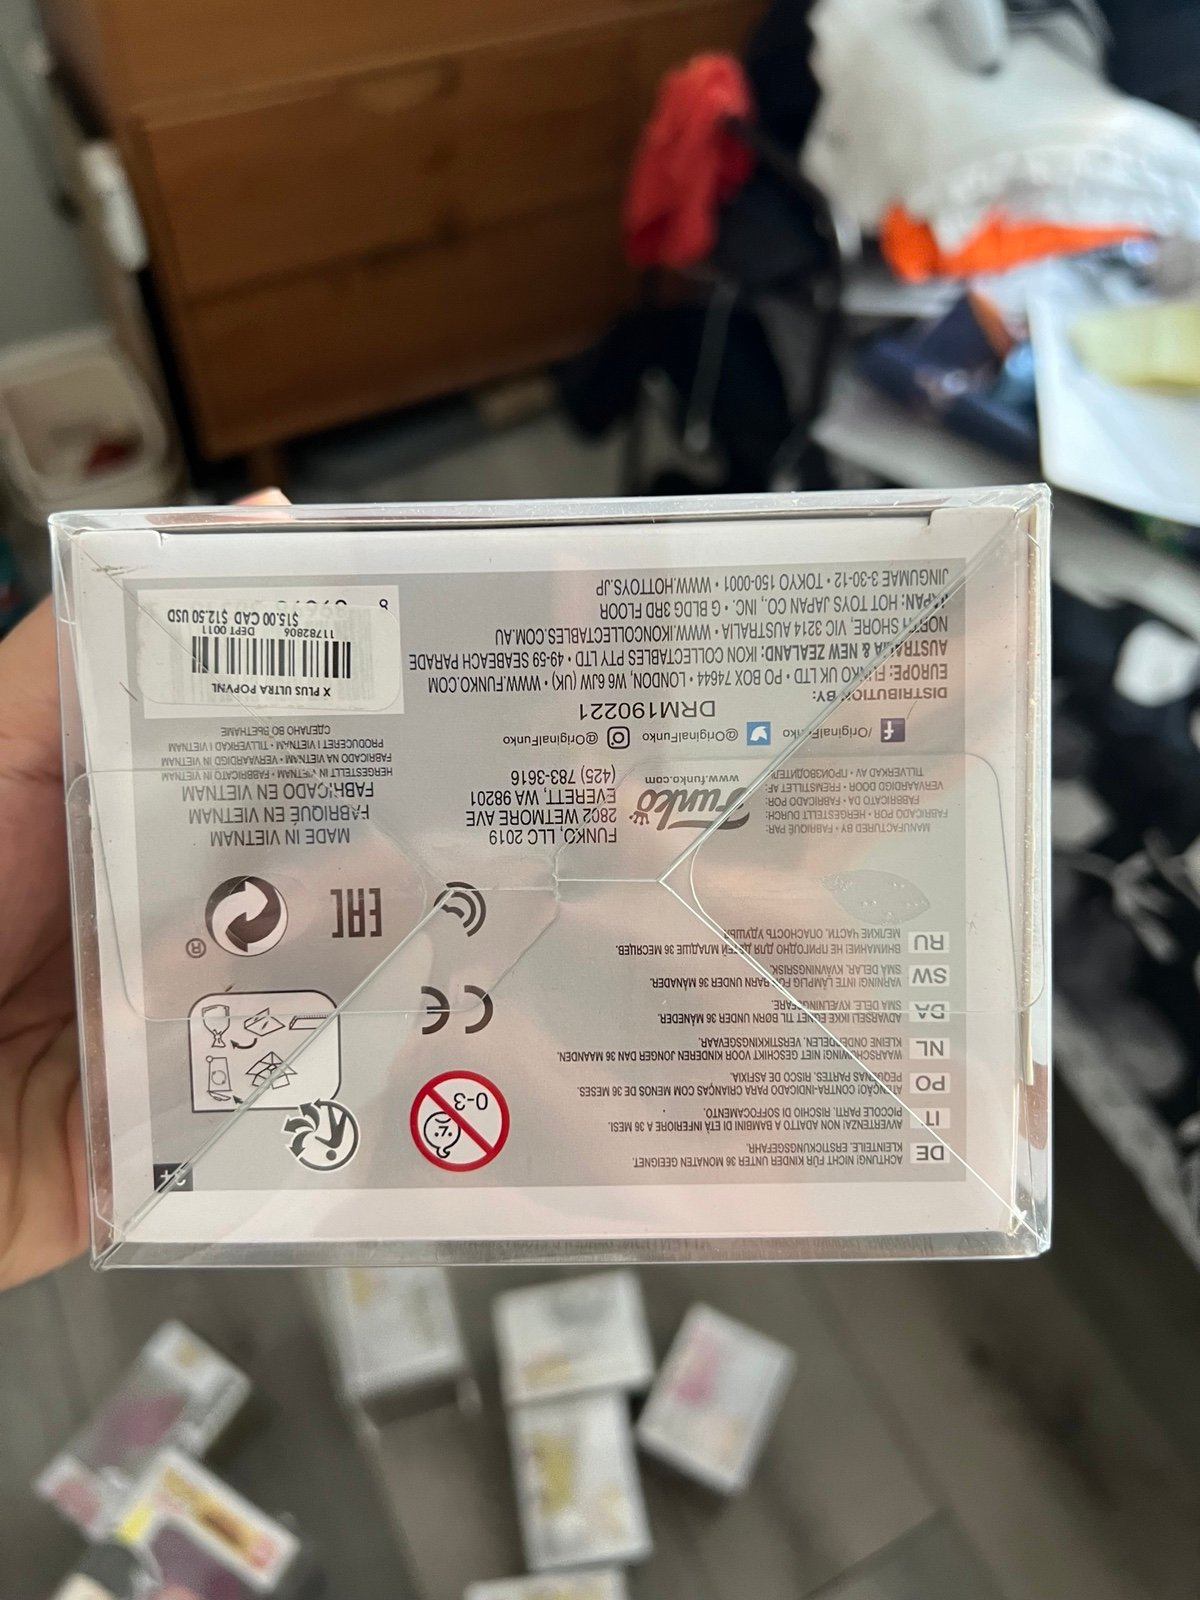 3+
DE
ACHTUNG! NICHT FÜR KINDER UNTER 36 MONATEN GEEIGNET.
KLEINTEILE. ERSTICKUNGSGEFAHR.
IT
AVVERTENZA! NON ADATTO A BAMBINI DI ETÀ INFERIORE A 36 MESI.
PICCOLE PARTI. RISCHIO DI SOFFOCAMENTO.
PO
ATENÇÃO! CONTRA-INDICADO PARA CRIANÇAS COM MENOS DE 36 MESES.
PEQUENAS PARTES. RISCO DE ASFIXIA.
NL
WAARSCHUWING! NIET GESCHIKT VOOR KINDEREN JONGER DAN 36 MAANDEN.
KLEINE ONDERDELEN. VERSTIKKINGSGEVAAR.
DA
ADVARSEL! IKKE EGNET TIL BØRN UNDER 36 MÅNEDER.
SMÅ DELE. KVÆLNINGSFARE.
SW
VARNING! INTE LÄMPLIG FÖR BARN UNDER 36 MÅNADER.
SMÅ DELAR. KVÄVNINGSRISK.
RU
ВНИМАНИЕ! НЕ ПРИГОДНО ДЛЯ ДЕТЕЙ МЛАДШЕ 36 МЕСЯЦЕВ.
МЕЛКИЕ ЧАСТИ. ОПАСНОСТЬ УДУШЬЯ.
0-3
CE
EAC
®
MANUFACTURED BY • FABRIQUÉ PAR:
FABRICADO POR • HERGESTELLT DURCH:
FABBRICATO DA • FABRICADO POR:
VERVAARDIGD DOOR • FREMSTILLET AF:
TILLVERKAD AV • ПРОИЗВОДИТЕЛЬ:
Funko
www.funko.com
FUNKO, LLC 2019
2802 WETMORE AVE
EVERETT, WA 98201
(425) 783-3616
MADE IN VIETNAM
FABRIQUÉ EN VIETNAM
FABRICADO EN VIETNAM
HERGESTELLT IN VIETNAM • FABBRICATO IN VIETNAM
FABRICADO NA VIETNAM • VERVAARDIGD IN VIETNAM
PRODUCERET I VIETNAM • TILLVERKAD I VIETNAM
СДЕЛАНО ВО ВЬЕТНАМЕ
/OriginalFunko @OriginalFunko @OriginalFunko
DRM190221
DISTRIBUTION BY:
EUROPE: FUNKO UK LTD • PO BOX 74644 • LONDON, W6 6JW (UK) • WWW.FUNKO.COM
AUSTRALIA & NEW ZEALAND: IKON COLLECTABLES PTY LTD • 49-59 SEABEACH PARADE
NORTH SHORE, VIC 3214 AUSTRALIA • WWW.IKONCOLLECTABLES.COM.AU
JAPAN: HOT TOYS JAPAN CO., INC. • G BLDG 3RD FLOOR
JINGUMAE 3-30-12 • TOKYO 150-0001 • WWW.HOTTOYS.JP
X PLUS ULTRA POPVNL
11782806 DEPT 0011
$15.00 CAD $12.50 USD